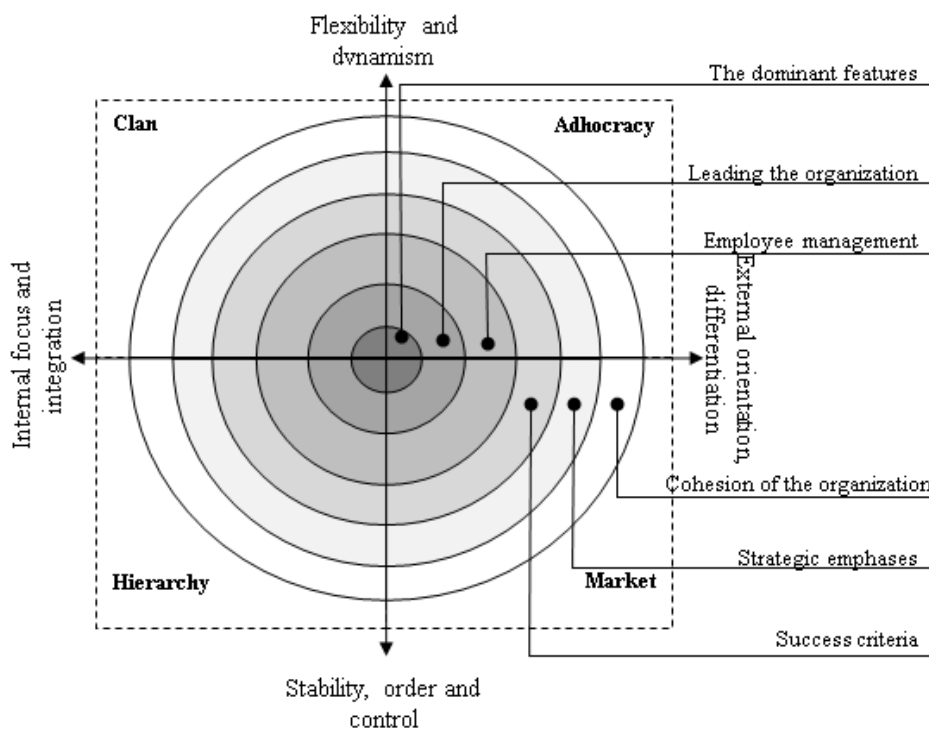 Flexibility and
dvnamism
The dominant features
Clan
Adhocracy
Leading the organization
Employee management
External orientation,
differentiation
Internal focus and
integration
Cohesion of the organization
Strategic emphases
Hierarchy
Market
Success criteria
Stability, order and
control